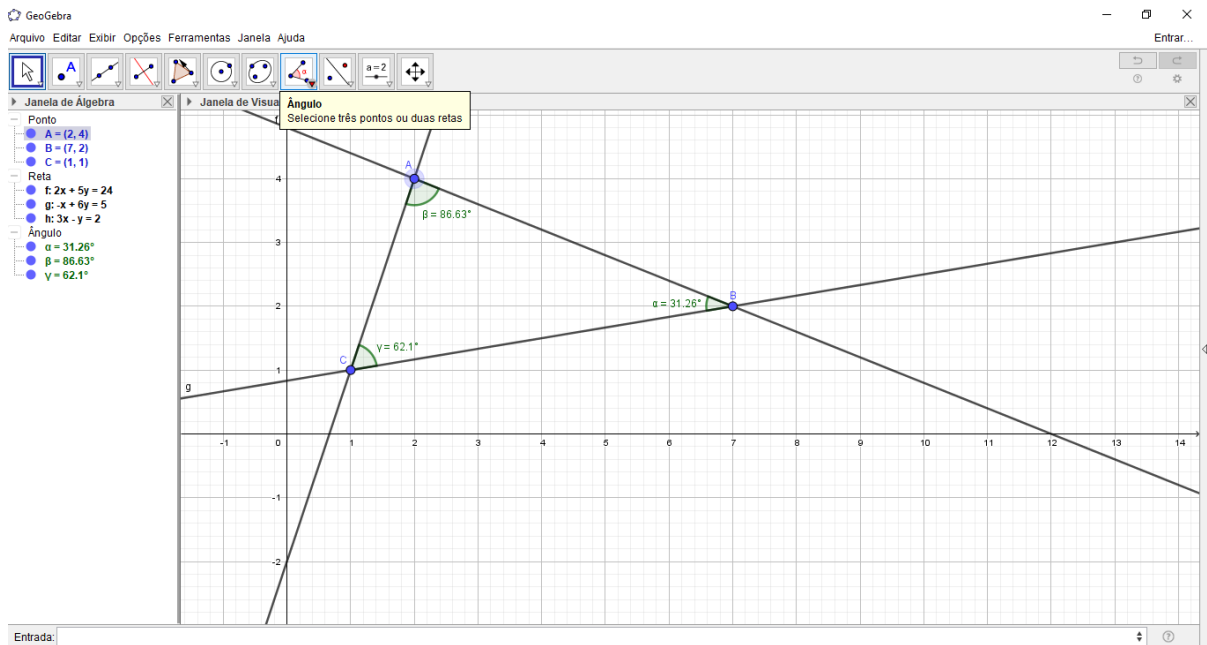 GeoGebra
Arquivo Editar Exibir Opções Ferramentas Janela Ajuda
Entrar...
A
α
a=2
Janela de Álgebra
Janela de Visua
Ângulo
Selecione três pontos ou duas retas
Ponto
A = (2, 4)
B = (7, 2)
C = (1, 1)
Reta
f: 2x + 5y = 24
g: -x + 6y = 5
h: 3x - y = 2
Ângulo
α = 31.26°
β = 86.63°
γ = 62.1°
A
4
β = 86.63°
3
B
α = 31.26°
2
γ = 62.1°
C
1
g
-1 0 1 2 3 4 5 6 7 8 9 10 11 12 13 14
-1
-2
Entrada: